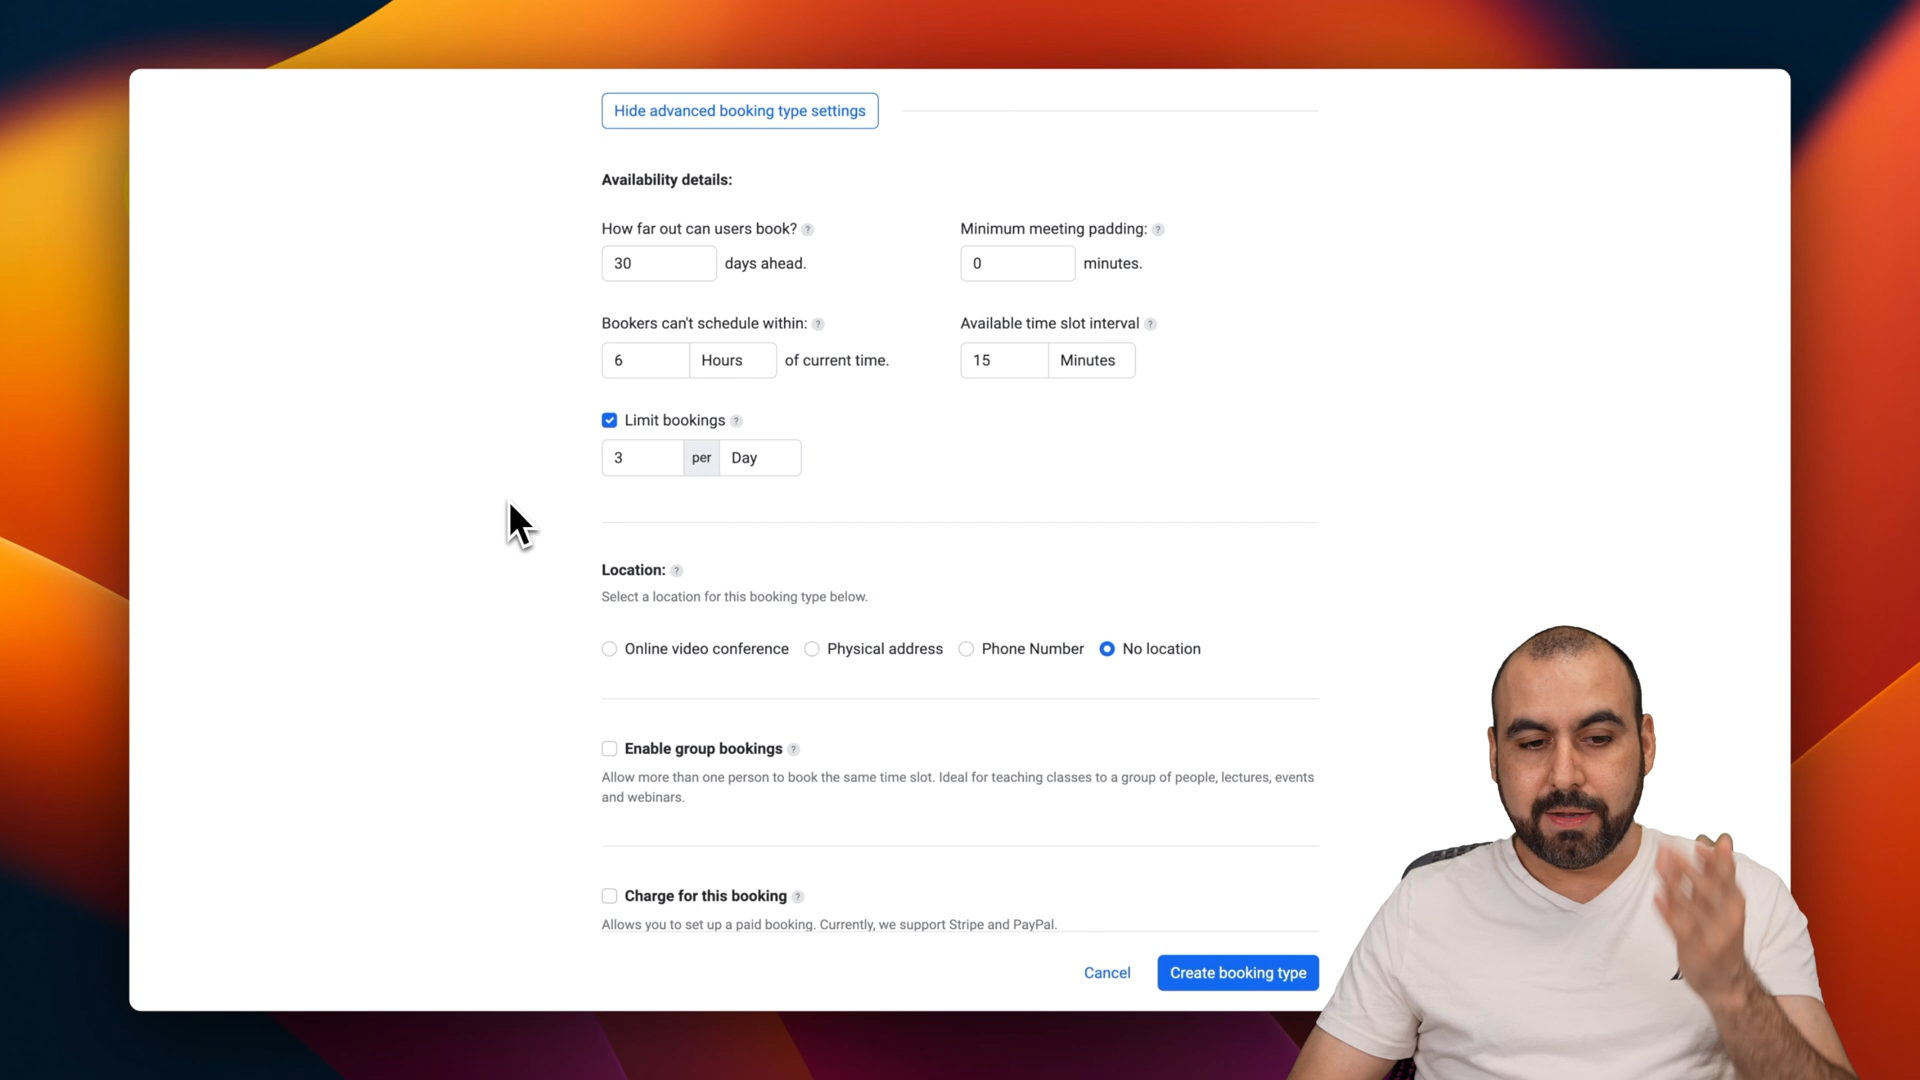 Hide advanced booking type settings
Availability details:
How far out can users book? ?
Minimum meeting padding: ?
30 days ahead.
0 minutes.
Bookers can't schedule within: ?
Available time slot interval ?
6 Hours of current time.
15 Minutes
Limit bookings ?
3 per Day
Location: ?
Select a location for this booking type below.
Online video conference Physical address Phone Number No location
Enable group bookings ?
Allow more than one person to book the same time slot. Ideal for teaching classes to a group of people, lectures, events
and webinars.
Charge for this booking ?
Allows you to set up a paid booking. Currently, we support Stripe and PayPal.
Cancel Create booking type